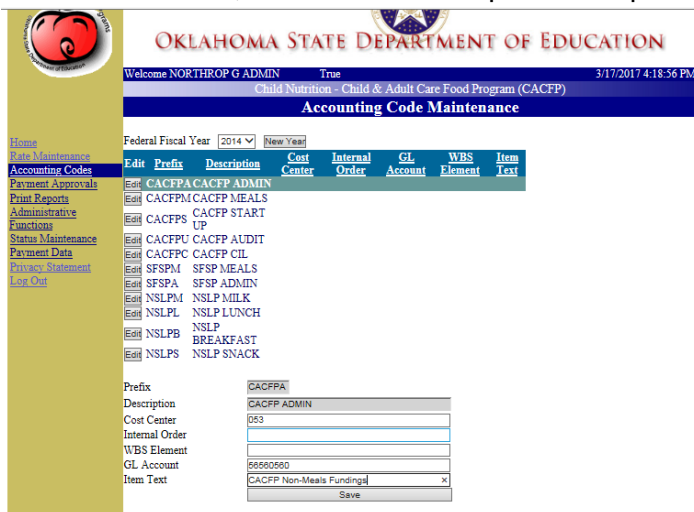 OKLAHOMA STATE DEPARTMENT OF EDUCATION
Welcome NORTHROP G ADMIN True 3/17/2017 4:18:56 PM
Child Nutrition - Child & Adult Care Food Program (CACFP)
Accounting Code Maintenance
Home
Rate Maintenance
Accounting Codes
Payment Approvals
Print Reports
Administrative
Functions
Status Maintenance
Payment Data
Privacy Statement
Log Out
Federal Fiscal Year 2014 New Year
Edit Prefix Description Cost Center Internal Order GL Account WBS Element Item Text
Edit CACFPA CACFP ADMIN
Edit CACFPM CACFP MEALS
Edit CACFPS CACFP START UP
Edit CACFPU CACFP AUDIT
Edit CACFPC CACFP CIL
Edit SFSPM SFSP MEALS
Edit SFSPA SFSP ADMIN
Edit NSLPM NSLP MILK
Edit NSLPL NSLP LUNCH
Edit NSLPB NSLP BREAKFAST
Edit NSLPS NSLP SNACK
Prefix CACFPA
Description CACFP ADMIN
Cost Center 053
Internal Order
WBS Element
GL Account 56560560
Item Text CACFP Non-Meals Fundings ×
Save